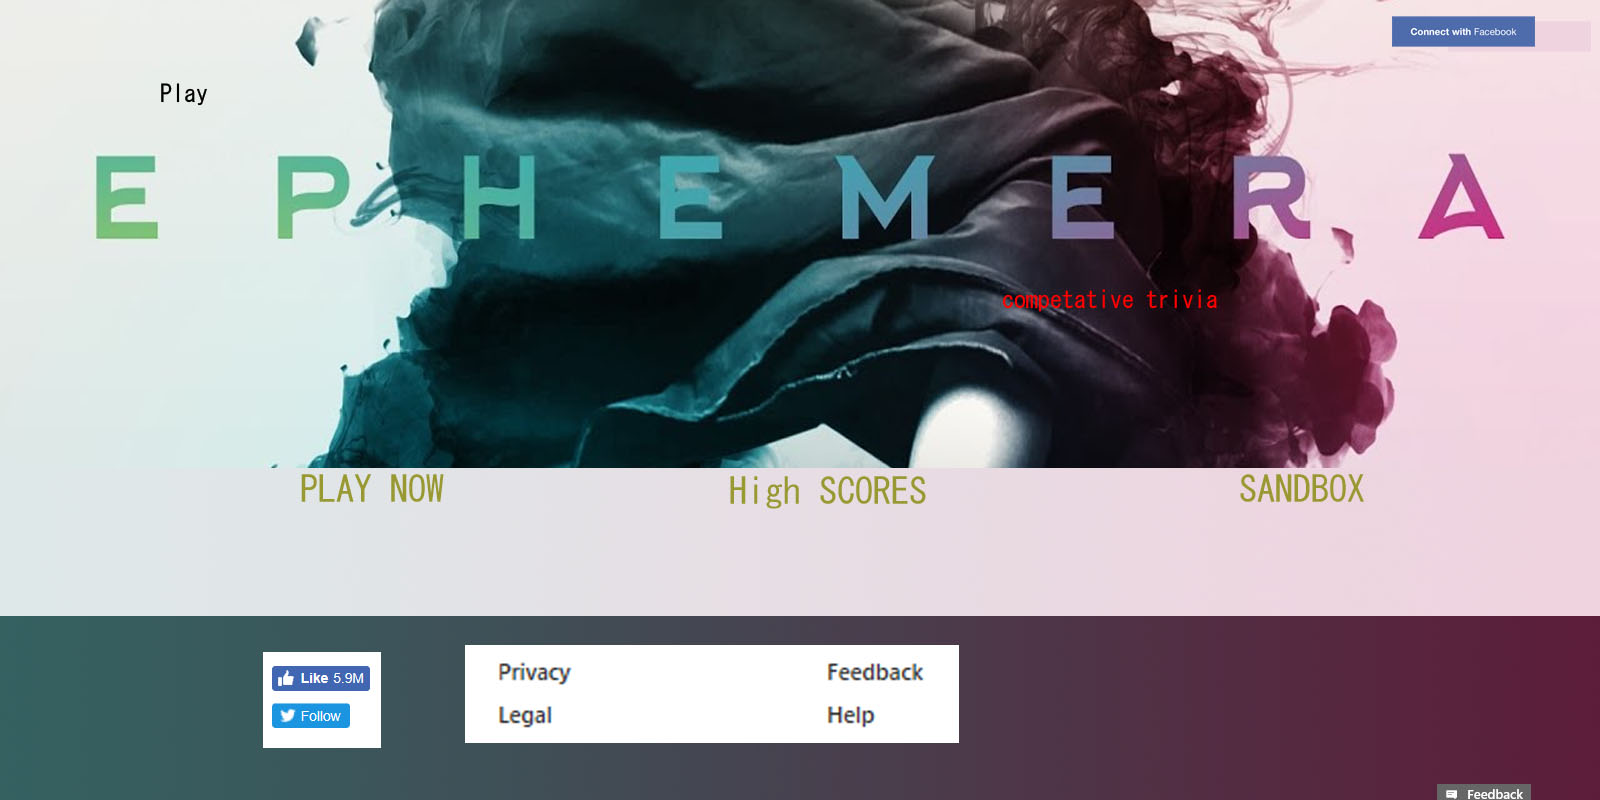 Connect with Facebook
Play
EPHEMERA
competative trivia
PLAY NOW
High SCORES
SANDBOX
Like 5.9M
Follow
Privacy
Feedback
Legal
Help
Feedback